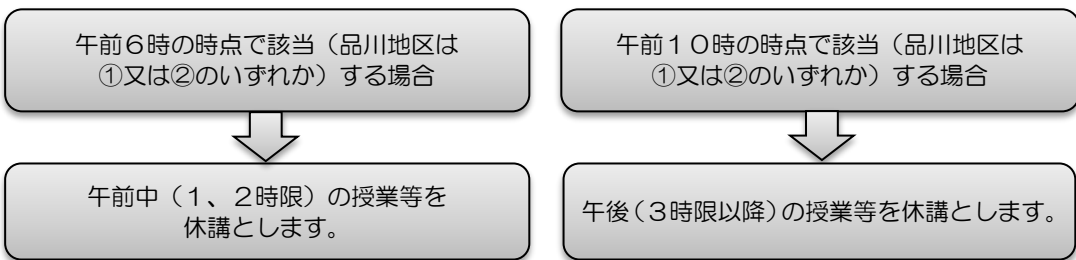 午前６時の時点で該当（品川地区は
①又は②のいずれか）する場合
午前中（１、２時限）の授業等を
休講とします。
午前１０時の時点で該当（品川地区は
①又は②のいずれか）する場合
午後（３時限以降）の授業等を休講とします。